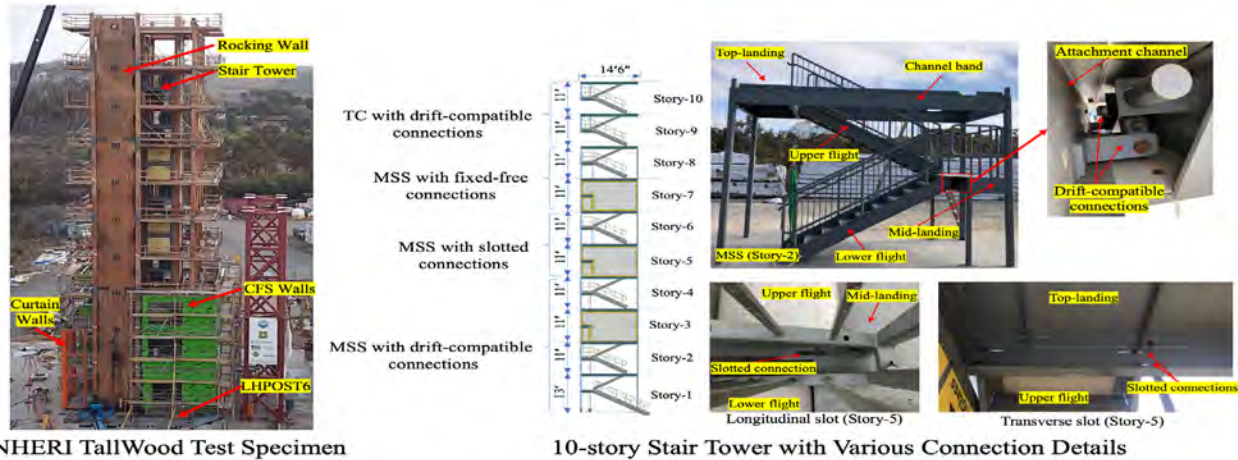 Rocking Wall
Stair Tower
CFS Walls
Curtain
Walls
LHPOST6
NHERI TallWood Test Specimen
14'6"
TC with drift-compatible
connections
MSS with fixed-free
connections
MSS with slotted
connections
MSS with drift-compatible
connections
11'
11'
11'
11'
11'
11'
11'
11'
11'
13'
Story-10
Story-9
Story-8
Story-7
Story-6
Story-5
Story-4
Story-3
Story-2
Story-1
Top-landing
Channel band
Upper flight
Mid-landing
MSS (Story-2)
Lower flight
Attachment channel
Drift-compatible
connections
Upper flight
Mid-landing
Slotted connection
Lower flight
Longitudinal slot (Story-5)
Top-landing
Slotted connections
Upper flight
Transverse slot (Story-5)
10-story Stair Tower with Various Connection Details